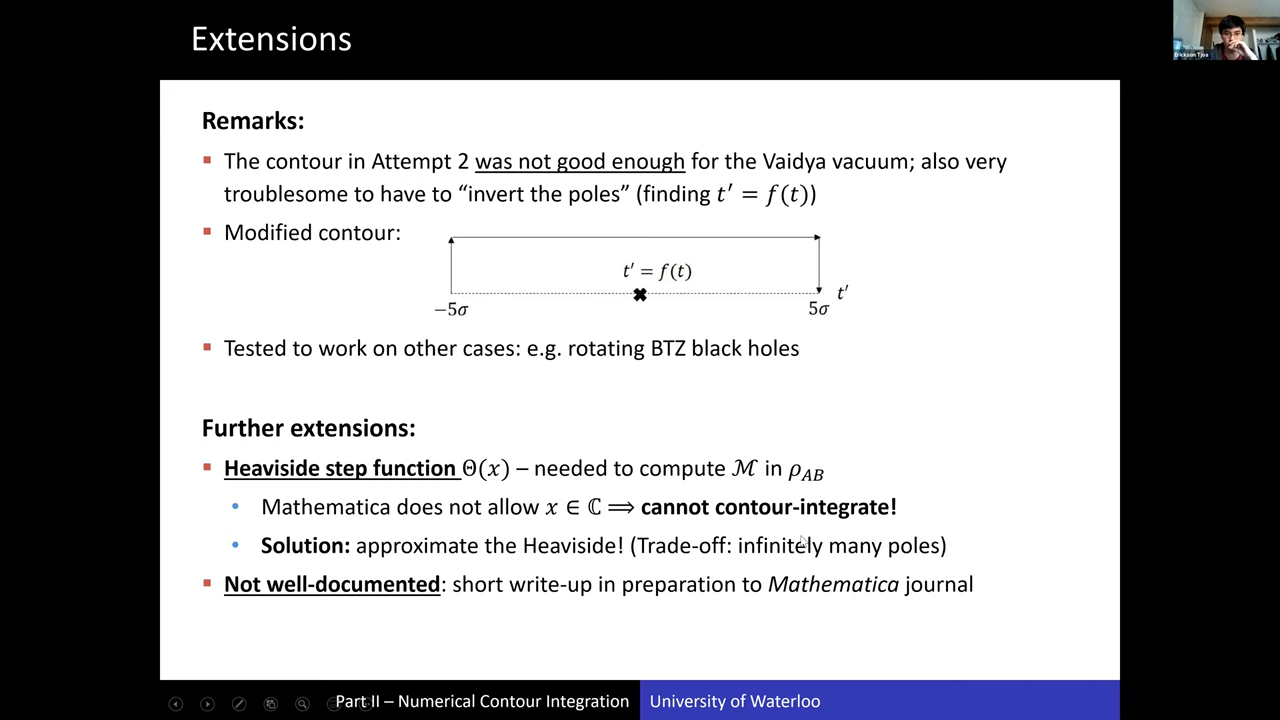 Extensions
Erickson Tjoa
Remarks:
The contour in Attempt 2 was not good enough for the Vaidya vacuum; also very
troublesome to have to “invert the poles” (finding t′ = f(t))
Modified contour:
t′ = f(t)
t′
−5σ
5σ
Tested to work on other cases: e.g. rotating BTZ black holes
Further extensions:
Heaviside step function Θ(x) – needed to compute ℳ in ρ_AB
Mathematica does not allow x ∈ ℂ ⟹ cannot contour-integrate!
Solution: approximate the Heaviside! (Trade-off: infinitely many poles)
Not well-documented: short write-up in preparation to Mathematica journal
Part II – Numerical Contour Integration
University of Waterloo